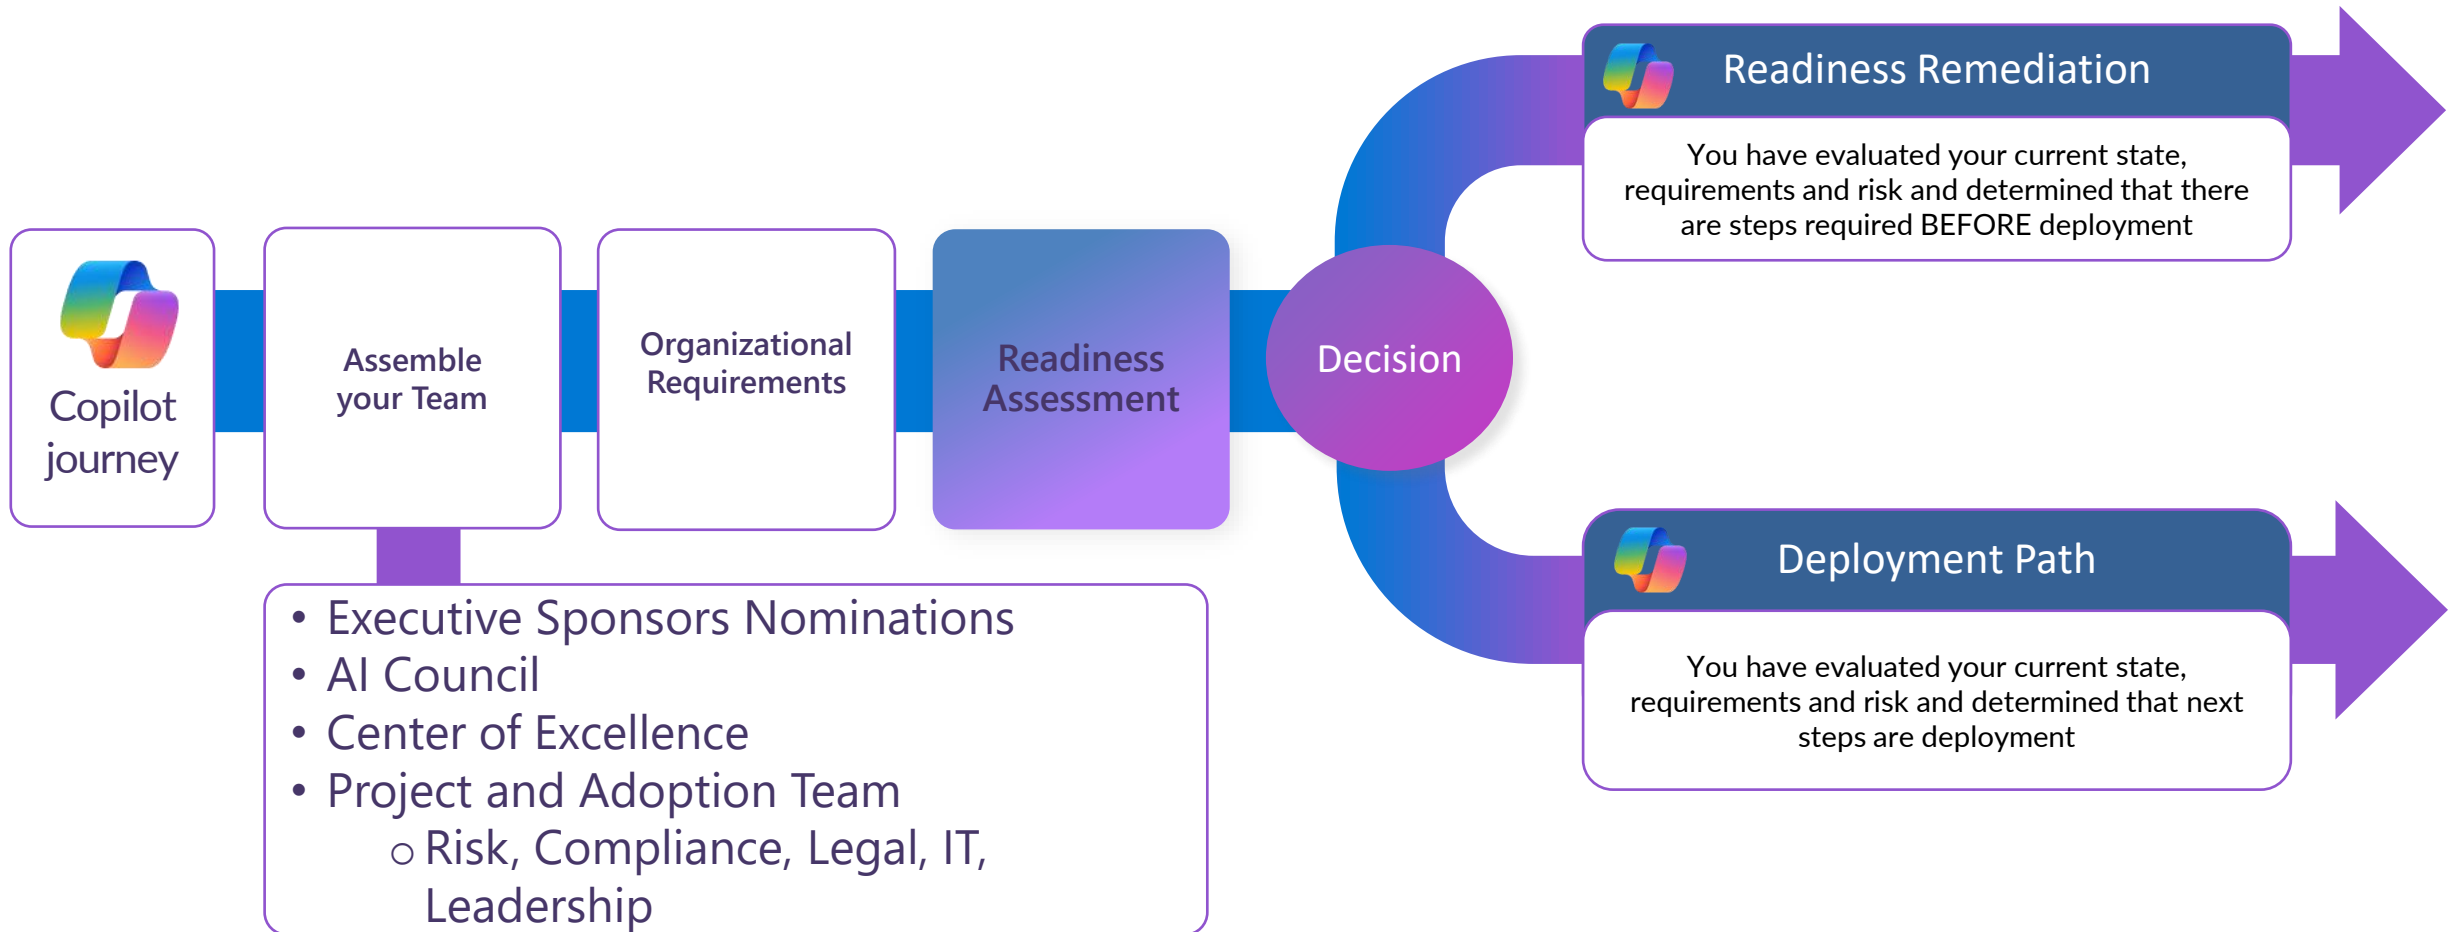 Copilot
journey
Assemble
your Team
Organizational
Requirements
Readiness
Assessment
Decision
Readiness Remediation
You have evaluated your current state,
requirements and risk and determined that there
are steps required BEFORE deployment
Deployment Path
You have evaluated your current state,
requirements and risk and determined that next
steps are deployment
• Executive Sponsors Nominations
• AI Council
• Center of Excellence
• Project and Adoption Team
o Risk, Compliance, Legal, IT,
Leadership